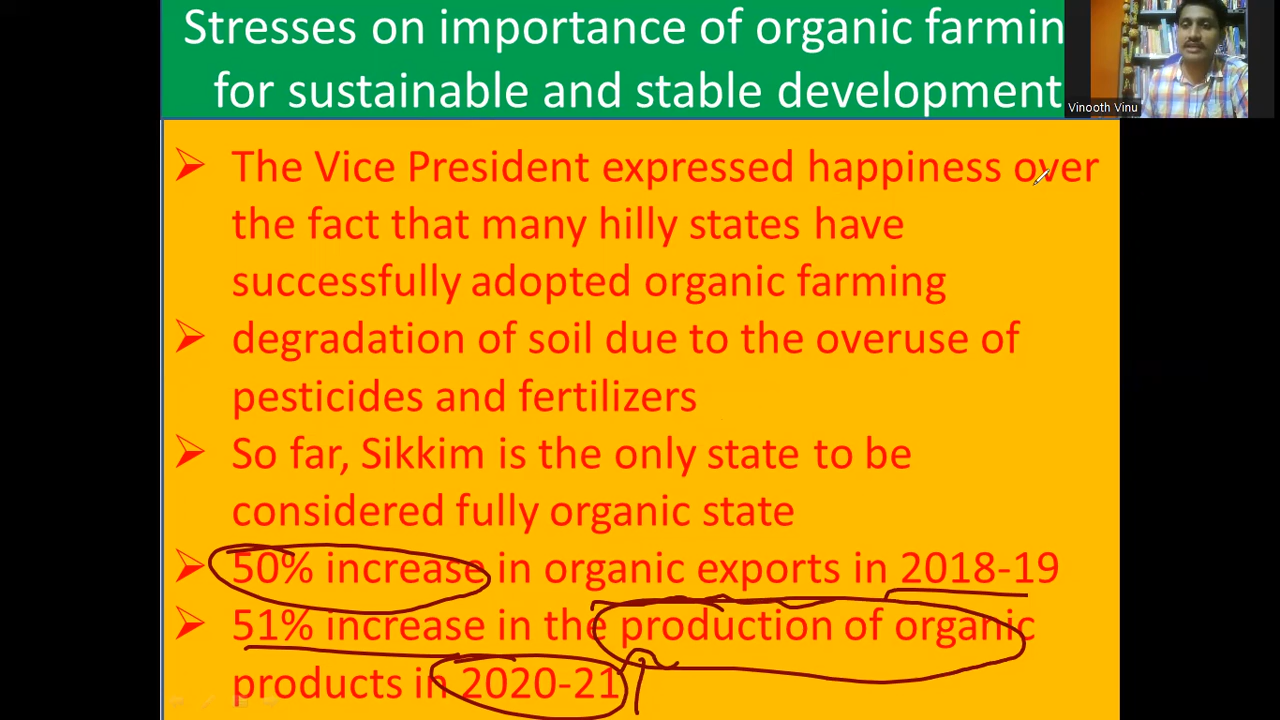 Stresses on importance of organic farmin
for sustainable and stable development
Vinooth Vinu
The Vice President expressed happiness over
the fact that many hilly states have
successfully adopted organic farming
degradation of soil due to the overuse of
pesticides and fertilizers
So far, Sikkim is the only state to be
considered fully organic state
50% increase in organic exports in 2018-19
51% increase in the production of organic
products in 2020-21